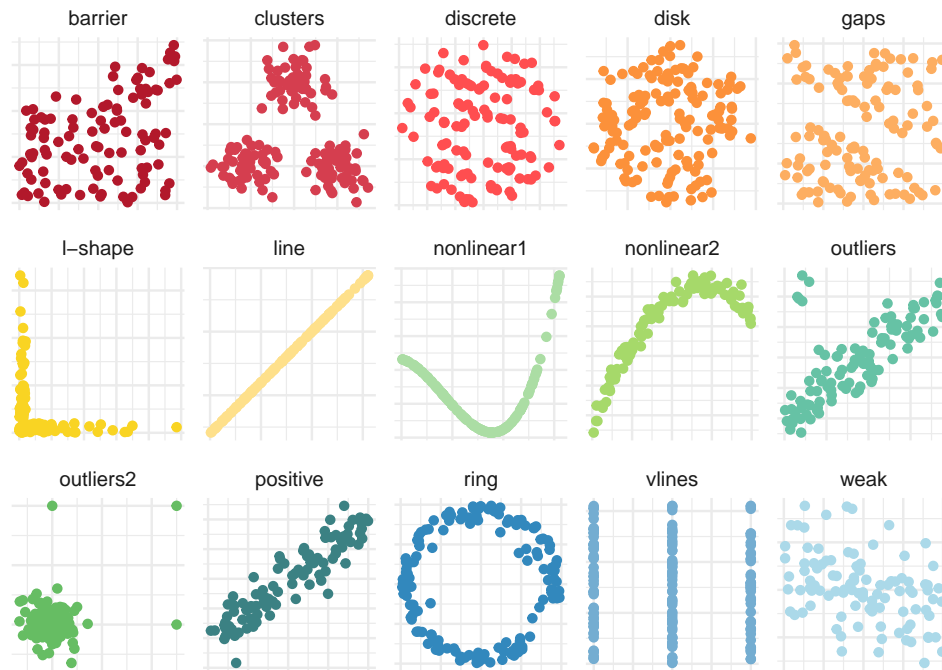 barrier clusters discrete disk gaps
l−shape line nonlinear1 nonlinear2 outliers
outliers2 positive ring vlines weak